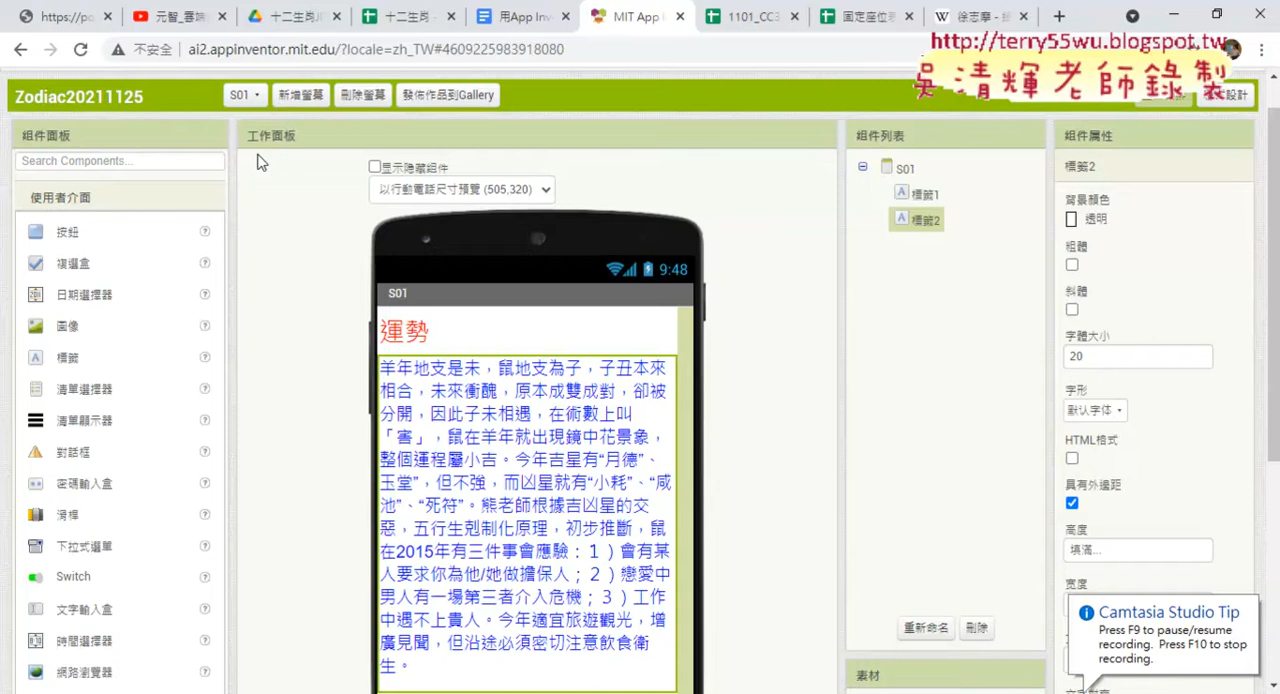 https://po
元智_雲端
十二生肖爪
十二生肖-
用App Inv
MIT App I
1101_CC3
固定座位表
徐志摩 -
不安全
ai2.appinventor.mit.edu/?locale=zh_TW#4609225983918080
http://terry55wu.blogspot.tw
吳清輝老師錄製
Zodiac20211125
S01
新增螢幕
刪除螢幕
發佈作品到Gallery
組件面板
工作面板
組件列表
組件属性
Search Components...
使用者介面
按鈕
複選盒
日期選擇器
圖像
標籤
清單選擇器
清單顯示器
對話框
密碼輸入盒
滑桿
下拉式選單
Switch
文字輸入盒
時間選擇器
網路瀏覽器
显示隐藏组件
以行動電話尺寸預覽 (505,320)
9:48
S01
運勢
羊年地支是未，鼠地支為子，子丑本來
相合，未來衝醜，原本成雙成對，卻被
分開，因此子未相遇，在術數上叫
「害」，鼠在羊年就出現鏡中花景象，
整個運程屬小吉。今年吉星有“月德”、
玉堂”，但不強，而凶星就有“小耗”、“咸
池”、“死符”。熊老師根據吉凶星的交
惡，五行生剋制化原理，初步推斷，鼠
在2015年有三件事會應驗：１）會有某
人要求你為他/她做擔保人；２）戀愛中
男人有一場第三者介入危機；３）工作
中遇不上貴人。今年適宜旅遊觀光，增
廣見聞，但沿途必須密切注意飲食衛
生。
S01
標籤1
標籤2
重新命名
刪除
素材
標籤2
背景顏色
透明
粗體
斜體
字體大小
20
字形
默认字体
HTML格式
具有外邊距
高度
填滿...
宽度
Camtasia Studio Tip
Press F9 to pause/resume
recording. Press F10 to stop
recording.